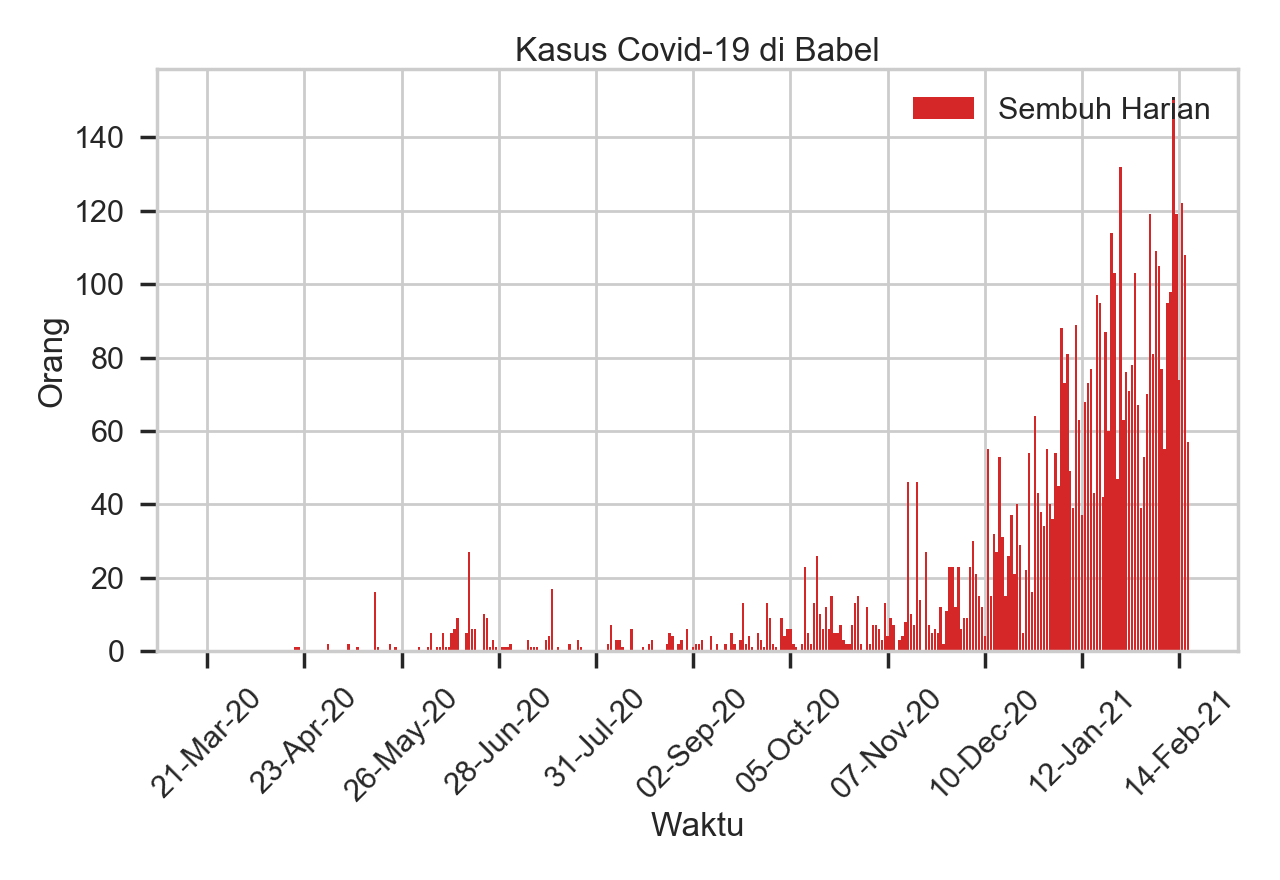 Kasus Covid-19 di Babel
Sembuh Harian
Orang
140
120
100
80
60
40
20
0
21-Mar-20
23-Apr-20
26-May-20
28-Jun-20
31-Jul-20
02-Sep-20
05-Oct-20
07-Nov-20
10-Dec-20
12-Jan-21
14-Feb-21
Waktu